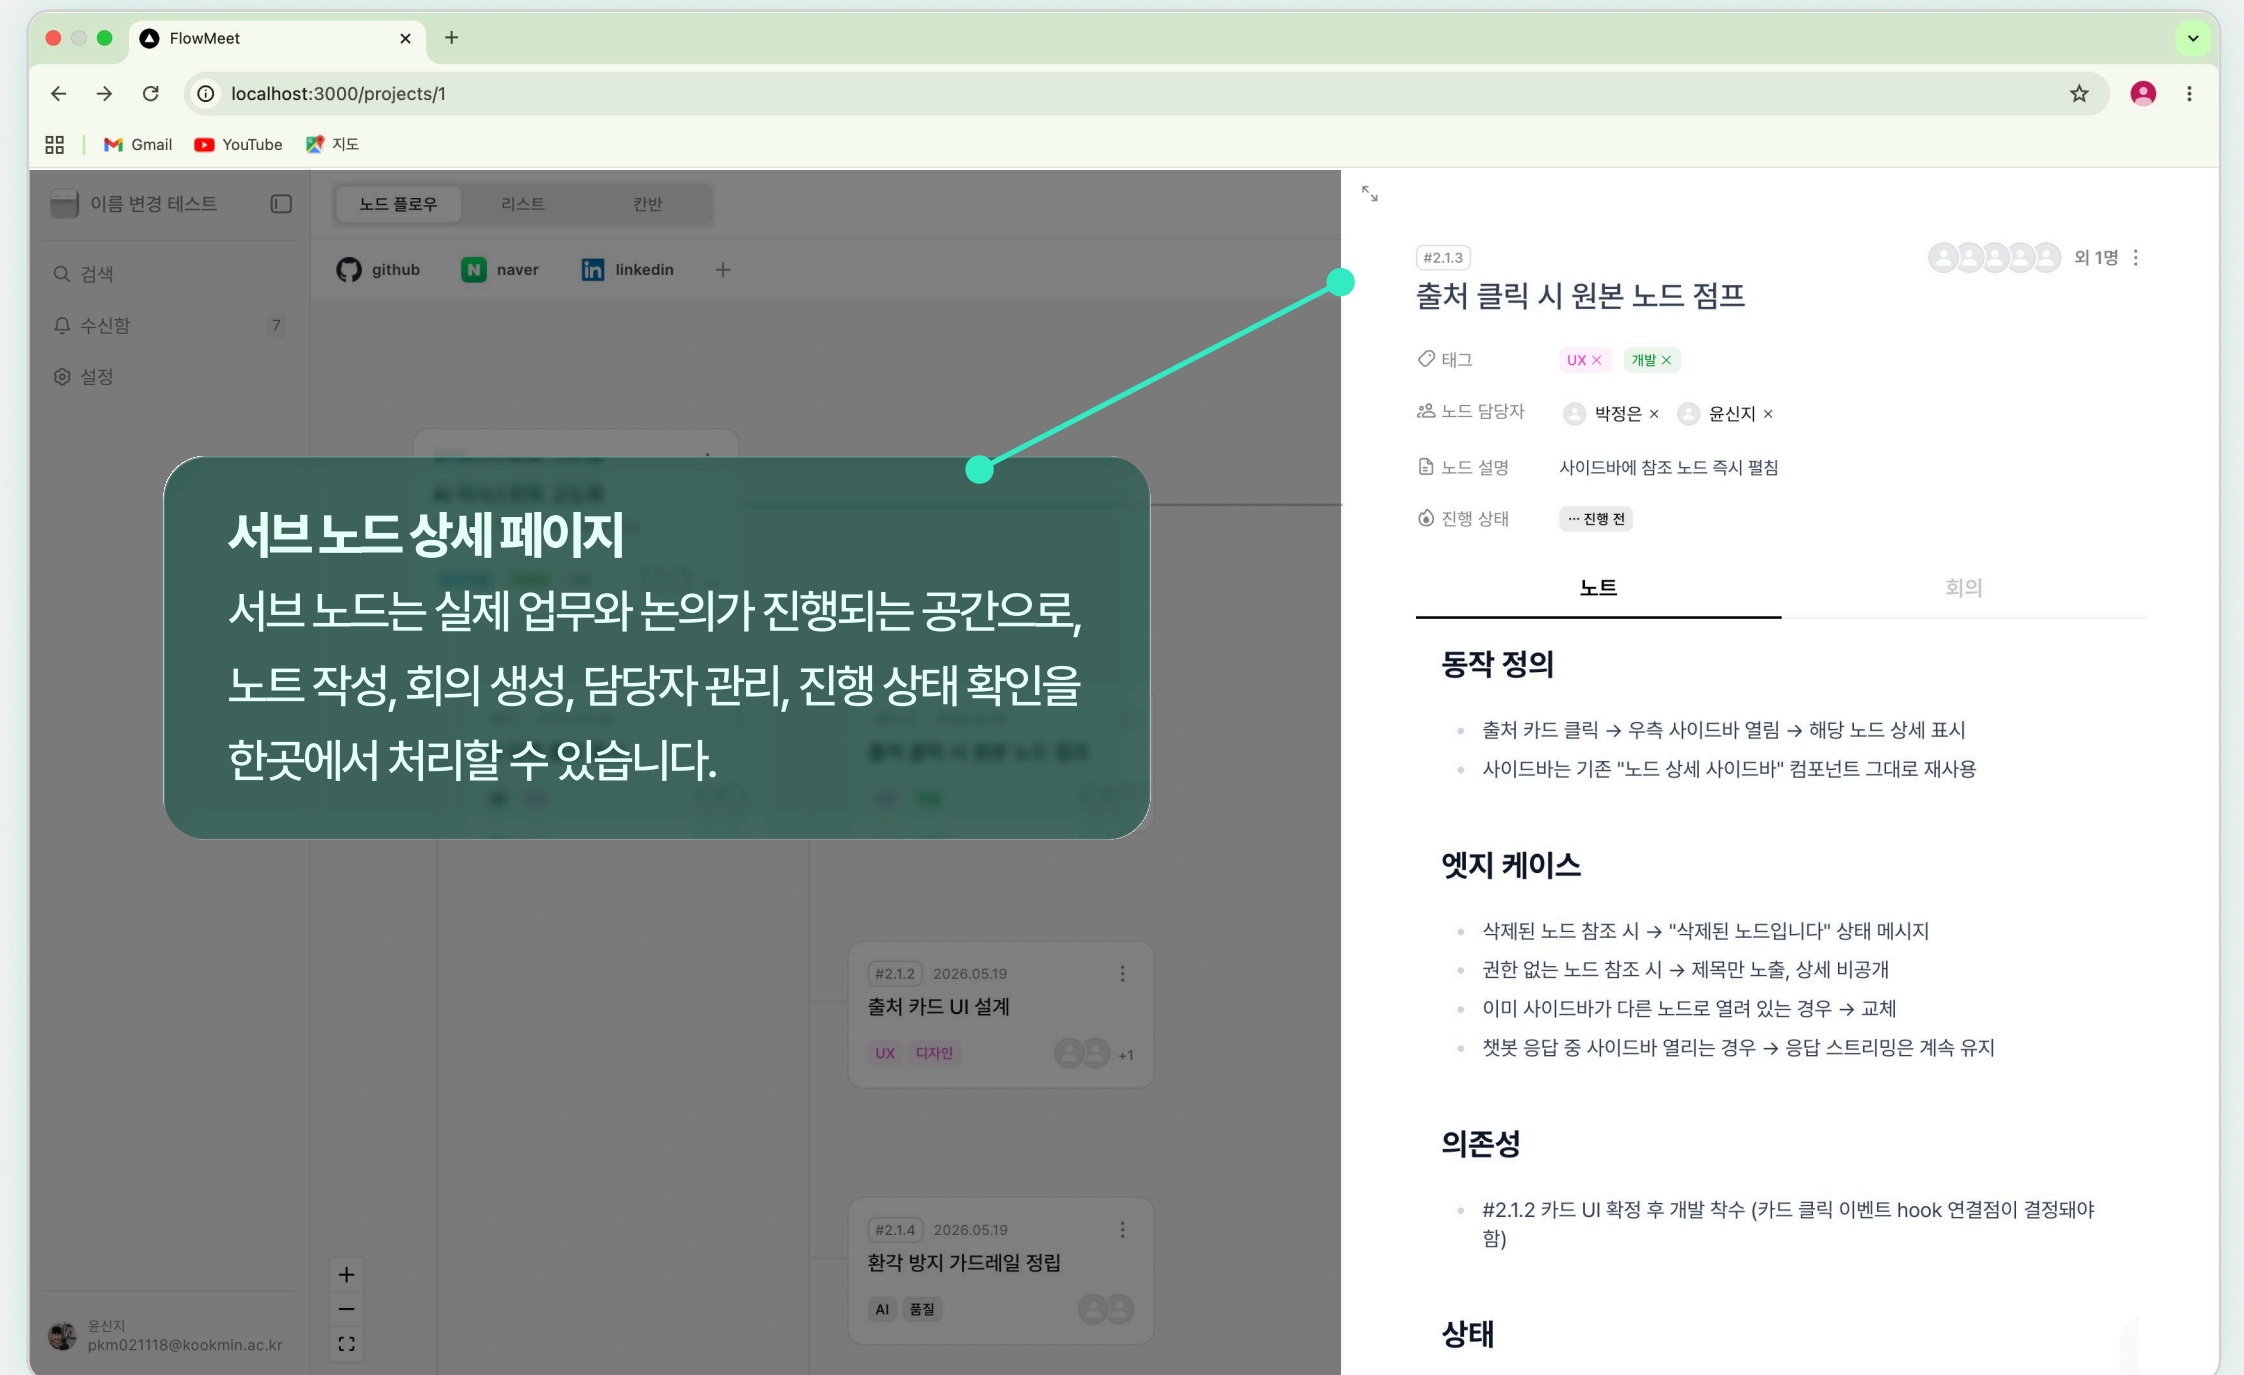 FlowMeet
localhost:3000/projects/1
Gmail
YouTube
지도
이름 변경 테스트
검색
수신함
7
설정
노드 플로우
리스트
칸반
github
naver
linkedin
서브 노드 상세 페이지
서브 노드는 실제 업무와 논의가 진행되는 공간으로,
노트 작성, 회의 생성, 담당자 관리, 진행 상태 확인을
한곳에서 처리할 수 있습니다.
#2.1.2 2026.05.19
출처 카드 UI 설계
UX 디자인
+1
#2.1.4 2026.05.19
환각 방지 가드레일 정립
AI 품질
윤신지
pkm021118@kookmin.ac.kr
#2.1.3
외 1명
출처 클릭 시 원본 노드 점프
태그 UX × 개발 ×
노드 담당자 박정은 × 윤신지 ×
노드 설명 사이드바에 참조 노드 즉시 펼침
진행 상태 ··· 진행 전
노트 회의
동작 정의
출처 카드 클릭 → 우측 사이드바 열림 → 해당 노드 상세 표시
사이드바는 기존 "노드 상세 사이드바" 컴포넌트 그대로 재사용
엣지 케이스
삭제된 노드 참조 시 → "삭제된 노드입니다" 상태 메시지
권한 없는 노드 참조 시 → 제목만 노출, 상세 비공개
이미 사이드바가 다른 노드로 열려 있는 경우 → 교체
챗봇 응답 중 사이드바 열리는 경우 → 응답 스트리밍은 계속 유지
의존성
#2.1.2 카드 UI 확정 후 개발 착수 (카드 클릭 이벤트 hook 연결점이 결정돼야
함)
상태